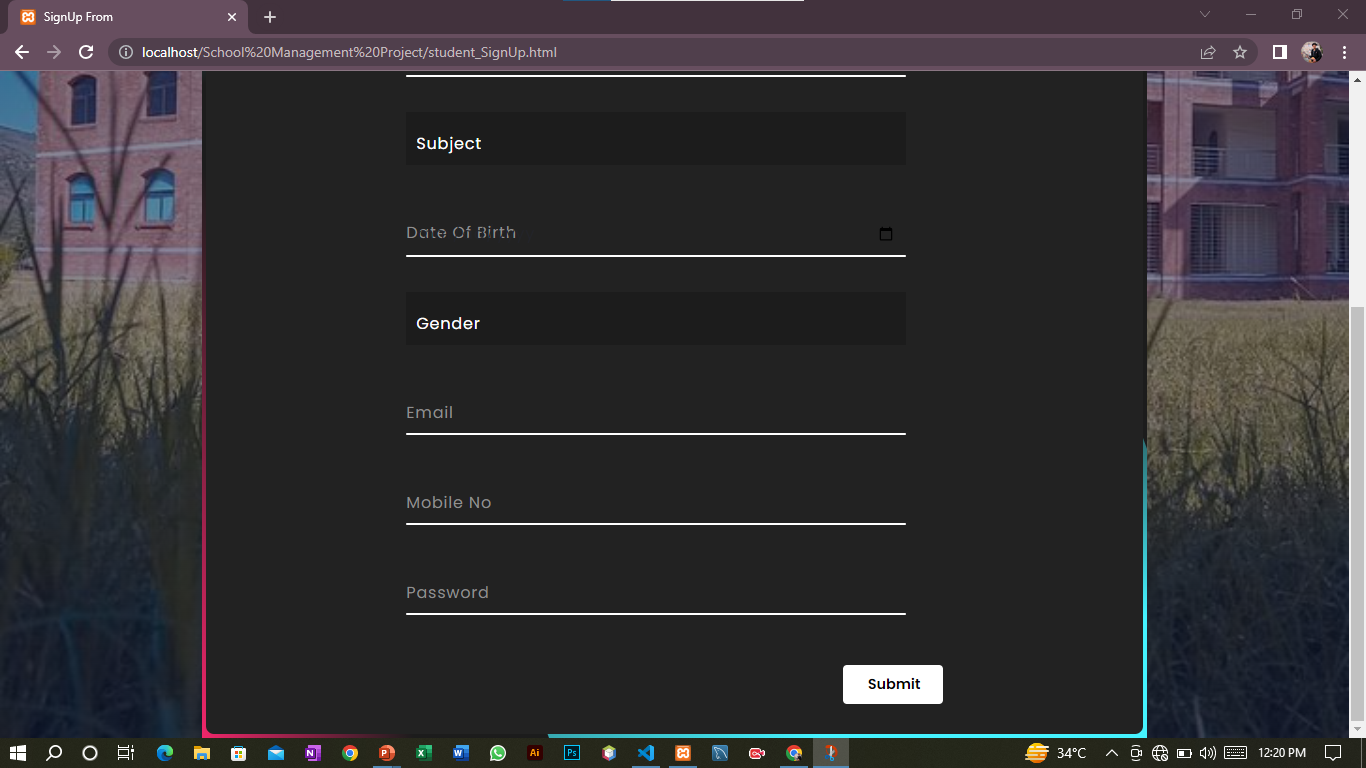 SignUp From
localhost/School%20Management%20Project/student_SignUp.html
Subject
Date Of Birth
Gender
Email
Mobile No
Password
Submit
34°C
12:20 PM